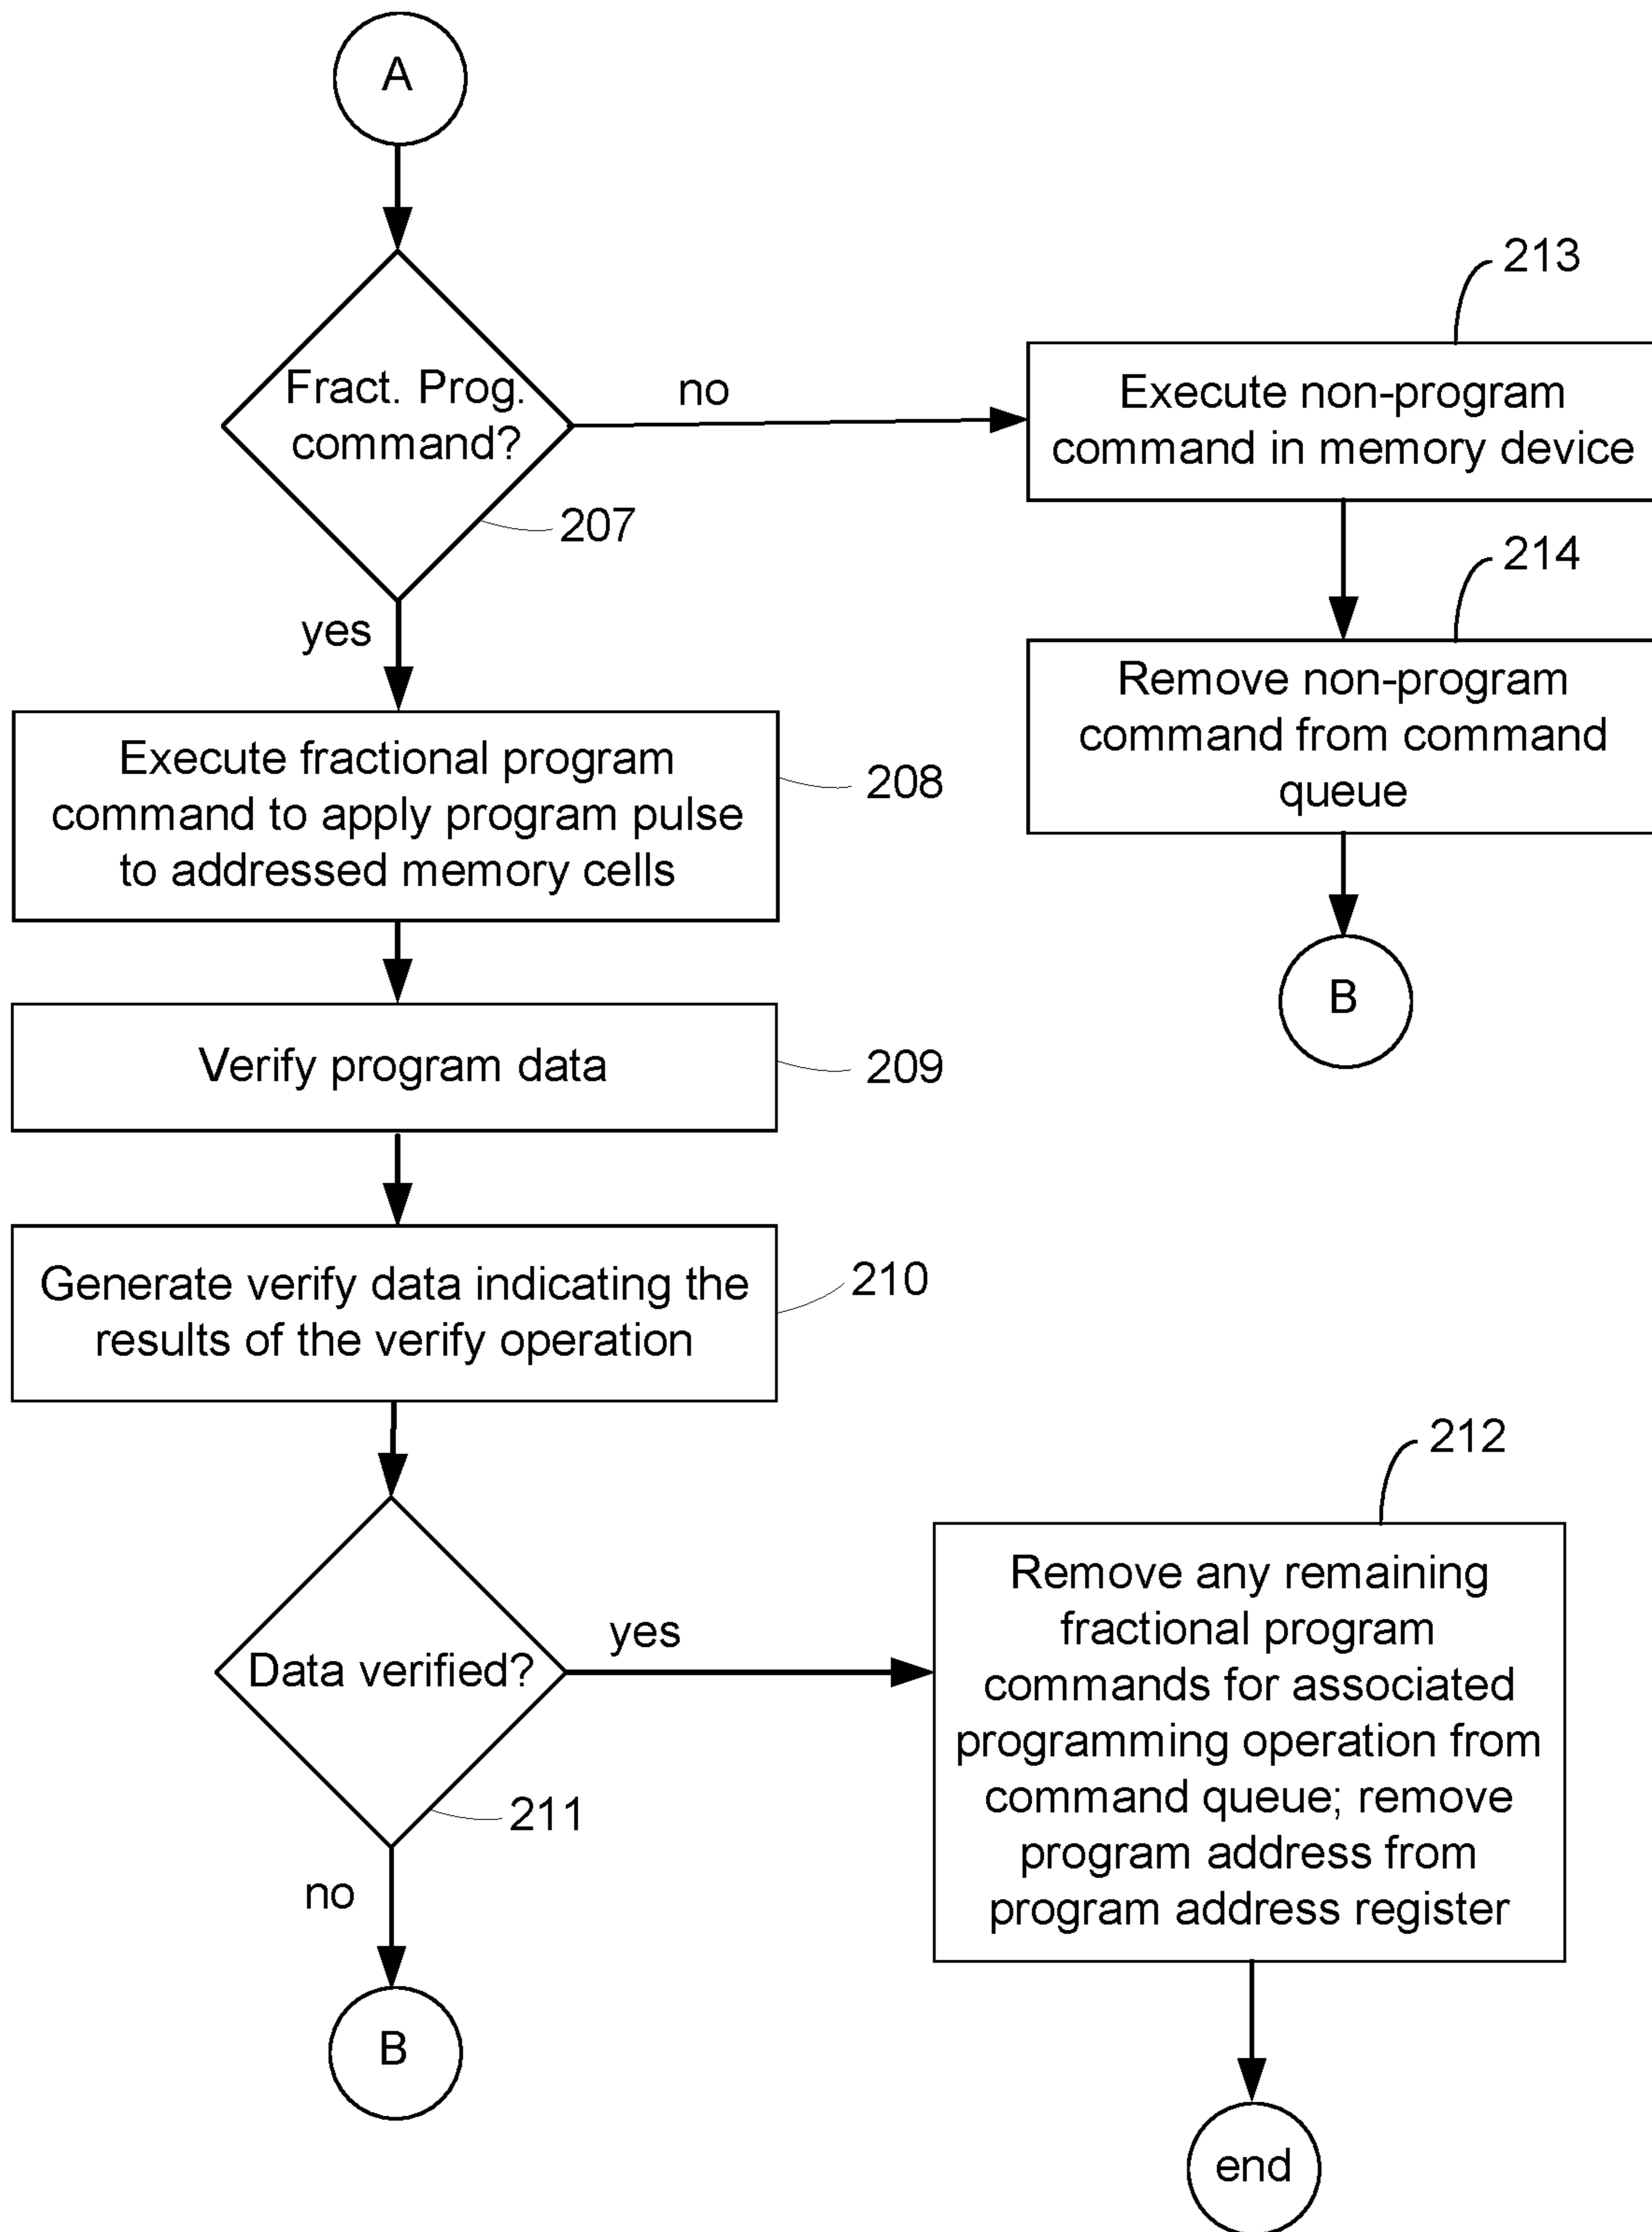 A
Fract. Prog.
command?
207
no
213
Execute non-program
command in memory device
214
Remove non-program
command from command
queue
B
yes
Execute fractional program
command to apply program pulse
to addressed memory cells
208
Verify program data
209
Generate verify data indicating the
results of the verify operation
210
Data verified?
211
yes
212
Remove any remaining
fractional program
commands for associated
programming operation from
command queue; remove
program address from
program address register
no
B
end